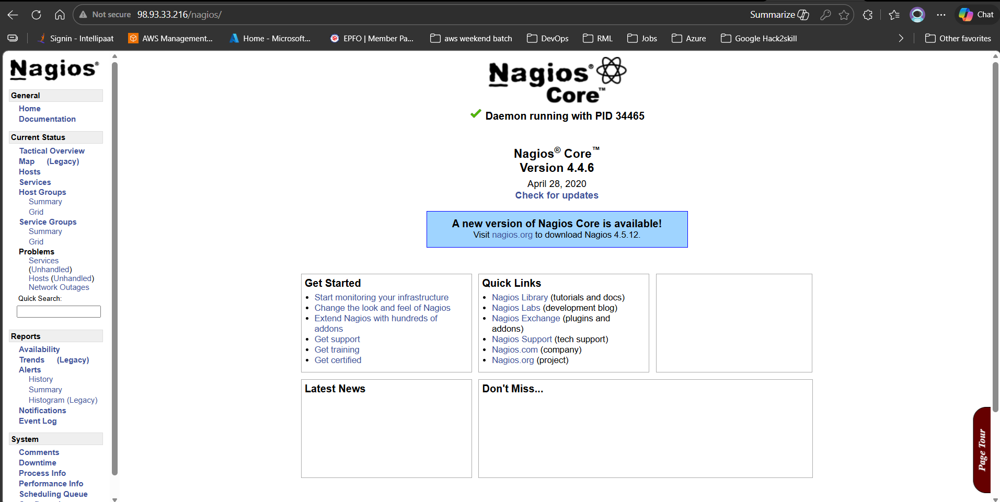 Not secure 98.93.33.216/nagios/
Summarize
Chat
Signin - Intellipaat
AWS Management...
Home - Microsoft...
EPFO | Member Pa...
aws weekend batch
DevOps
RML
Jobs
Azure
Google Hack2skill
Other favorites
Nagios®
General
Home
Documentation
Current Status
Tactical Overview
Map (Legacy)
Hosts
Services
Host Groups
Summary
Grid
Service Groups
Summary
Grid
Problems
Services
(Unhandled)
Hosts (Unhandled)
Network Outages
Quick Search:
Reports
Availability
Trends (Legacy)
Alerts
History
Summary
Histogram (Legacy)
Notifications
Event Log
System
Comments
Downtime
Process Info
Performance Info
Scheduling Queue
Nagios®
Core™
Daemon running with PID 34465
Nagios® Core™
Version 4.4.6
April 28, 2020
Check for updates
A new version of Nagios Core is available!
Visit nagios.org to download Nagios 4.5.12.
Get Started
• Start monitoring your infrastructure
• Change the look and feel of Nagios
• Extend Nagios with hundreds of
addons
• Get support
• Get training
• Get certified
Quick Links
• Nagios Library (tutorials and docs)
• Nagios Labs (development blog)
• Nagios Exchange (plugins and
addons)
• Nagios Support (tech support)
• Nagios.com (company)
• Nagios.org (project)
Latest News
Don't Miss...
Page Tour